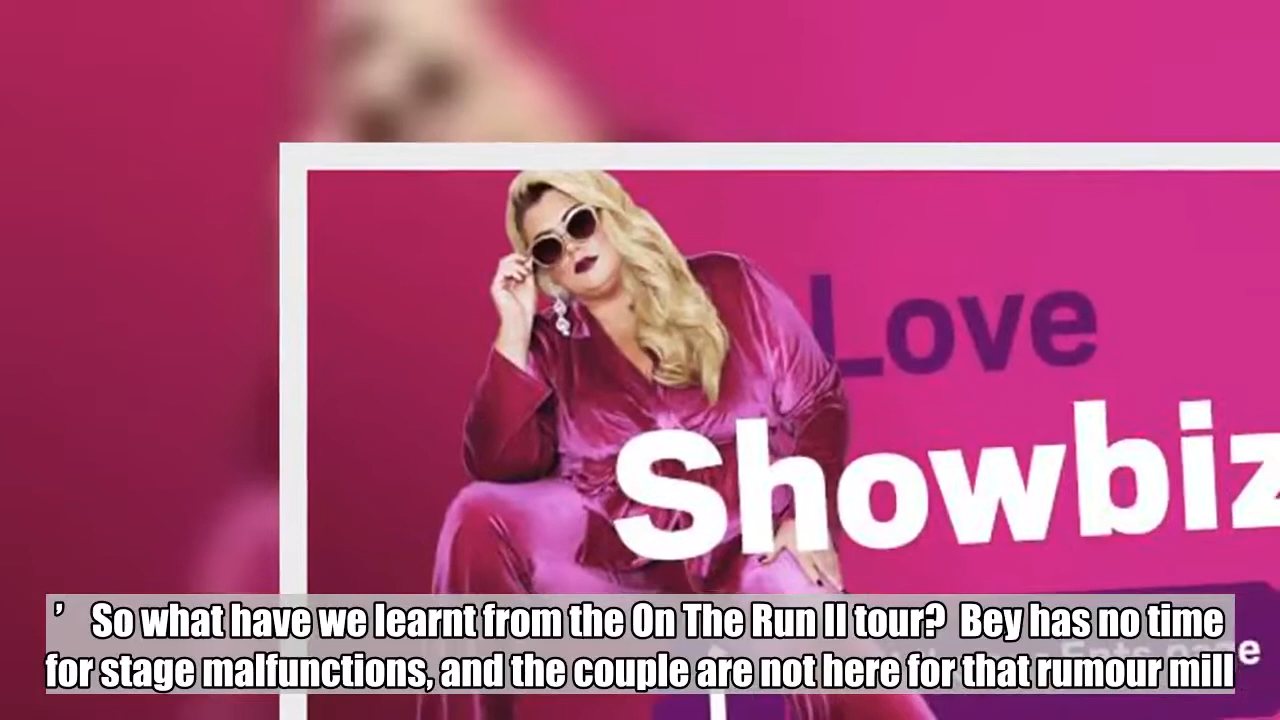 Love
Showbiz
’ So what have we learnt from the On The Run II tour? Bey has no time
for stage malfunctions, and the couple are not here for that rumour mill